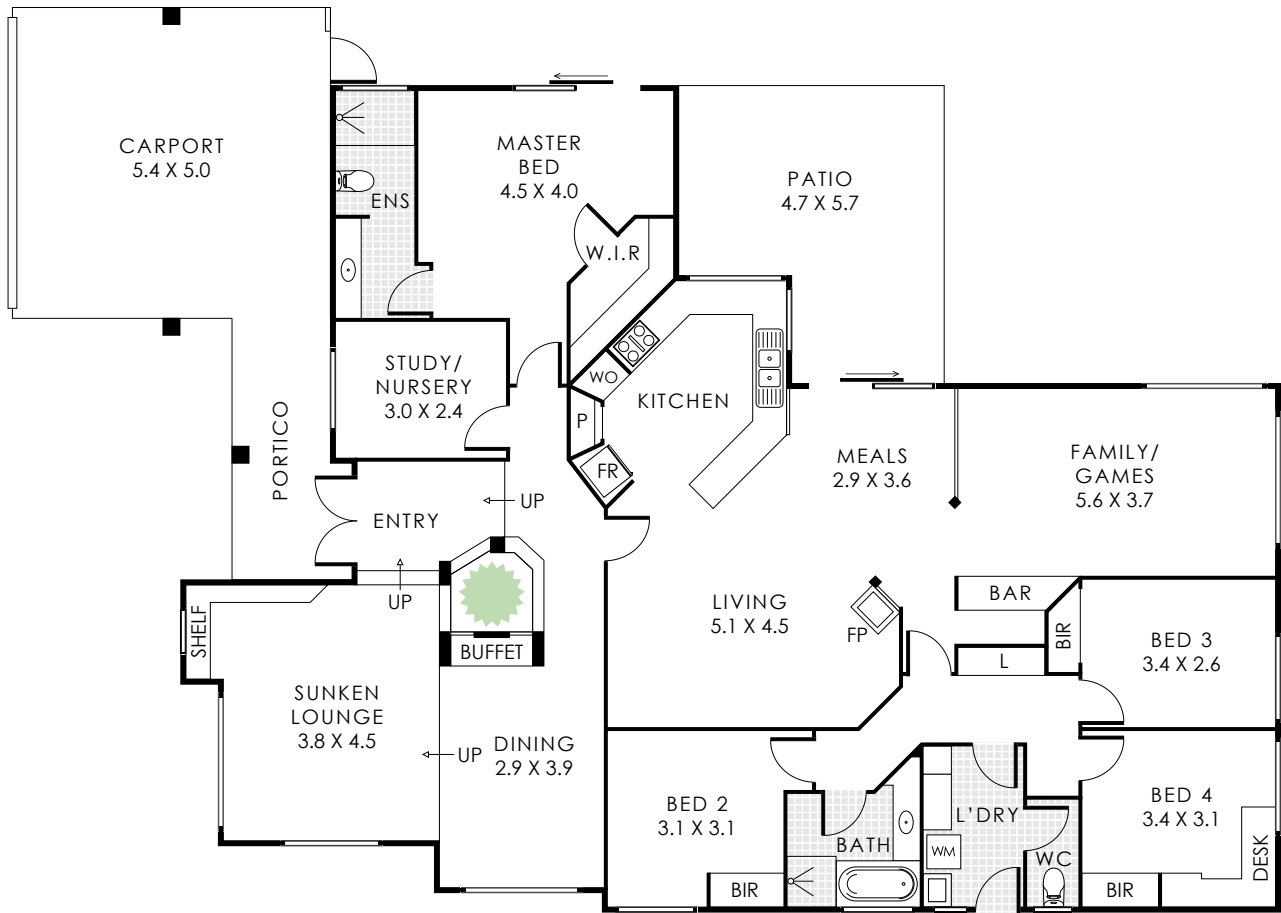 CARPORT
5.4 X 5.0
MASTER
BED
4.5 X 4.0
ENS
W.I.R
PATIO
4.7 X 5.7
STUDY/
NURSERY
3.0 X 2.4
WO
P
FR
KITCHEN
MEALS
2.9 X 3.6
FAMILY/
GAMES
5.6 X 3.7
PORTICO
ENTRY
UP
UP
SHELF
BUFFET
LIVING
5.1 X 4.5
FP
BAR
BIR
L
BED 3
3.4 X 2.6
SUNKEN
LOUNGE
3.8 X 4.5
UP
DINING
2.9 X 3.9
BED 2
3.1 X 3.1
BIR
BATH
L'DRY
WM
WC
BED 4
3.4 X 3.1
DESK
BIR